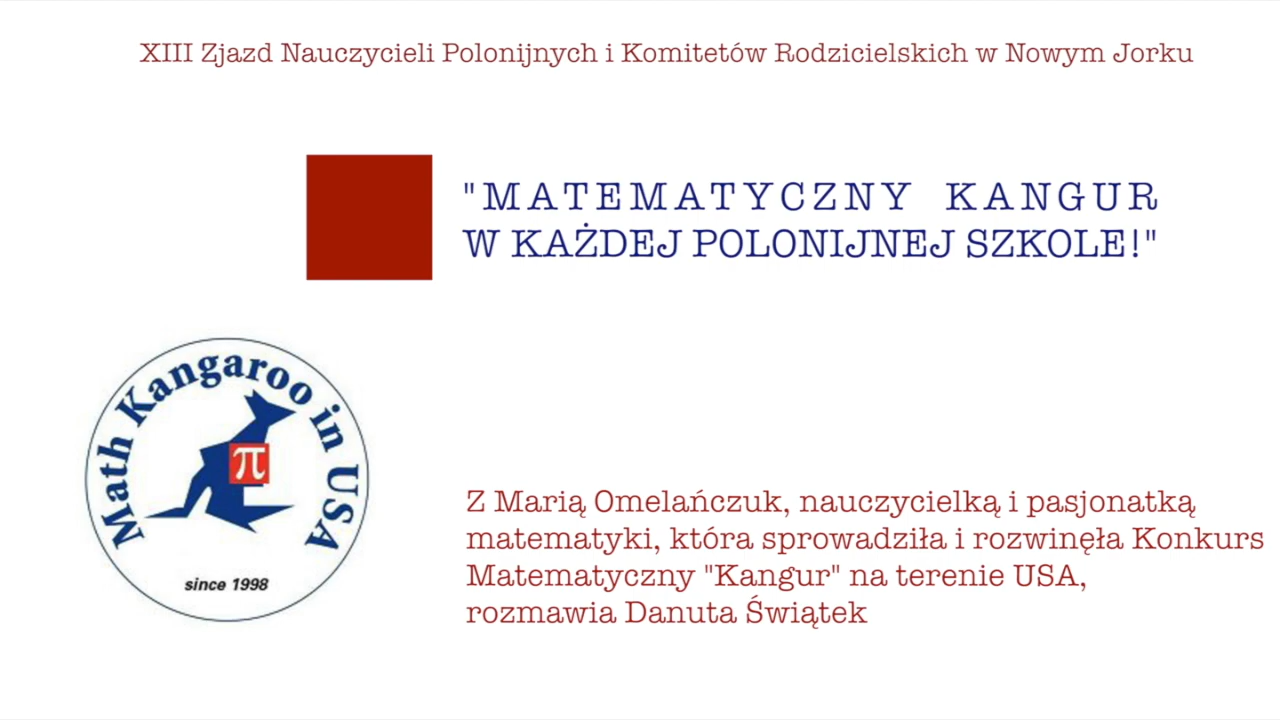 XIII Zjazd Nauczycieli Polonijnych i Komitetów Rodzicielskich w Nowym Jorku
"MATEMATYCZNY KANGUR
W KAŻDEJ POLONIJNEJ SZKOLE!"
Math Kangaroo in USA
π
since 1998
Z Marią Omelańczuk, nauczycielką i pasjonatką
matematyki, która sprowadziła i rozwinęła Konkurs
Matematyczny "Kangur" na terenie USA,
rozmawia Danuta Świątek